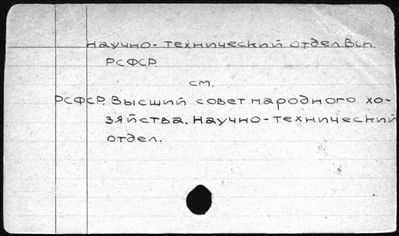 Научно-технический отдел Всн.
РСФСР
см.
РСФСР. Высший совет народного хо-
зяйства. Научно-технический
отдел.